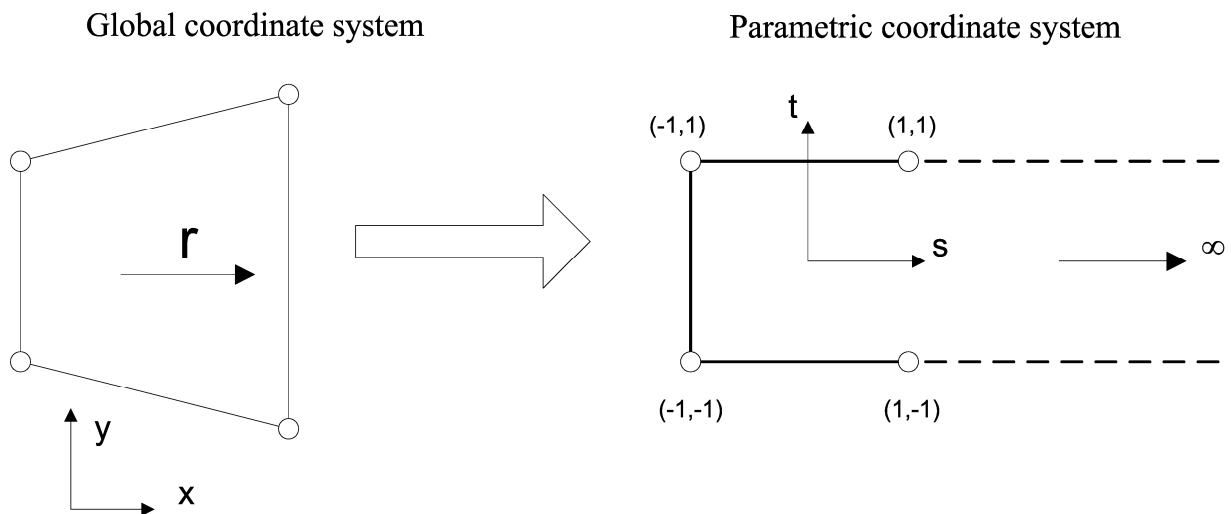 Global coordinate system
Parametric coordinate system
r
y
x
t
(-1,1)
(1,1)
s
∞
(-1,-1)
(1,-1)